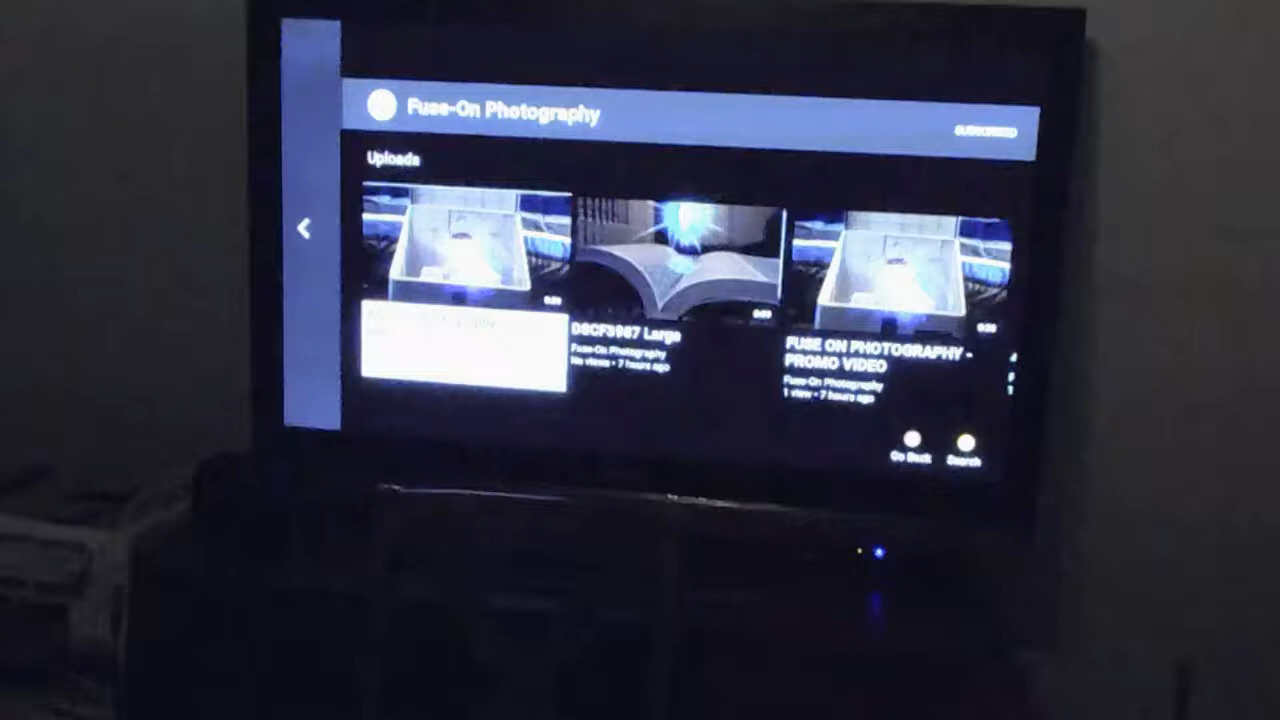 Fuse-On Photography
SUBSCRIBED
Uploads
DSCF3987 Large
Fuse-On Photography
No views • 7 hours ago
FUSE ON PHOTOGRAPHY -
PROMO VIDEO
Fuse-On Photography
1 view • 7 hours ago
Go Back
Search